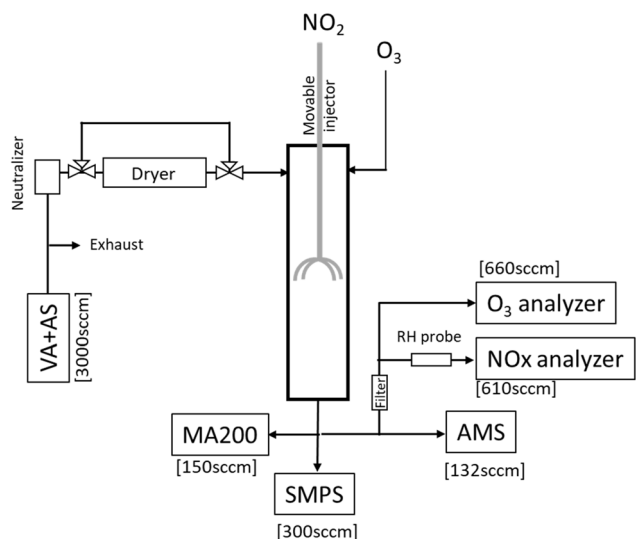 NO2
O3
Movable
injector
Neutralizer
Dryer
Exhaust
VA+AS
[3000sccm]
[660sccm]
O3 analyzer
RH probe
NOx analyzer
[610sccm]
Filter
MA200
[150sccm]
AMS
[132sccm]
SMPS
[300sccm]